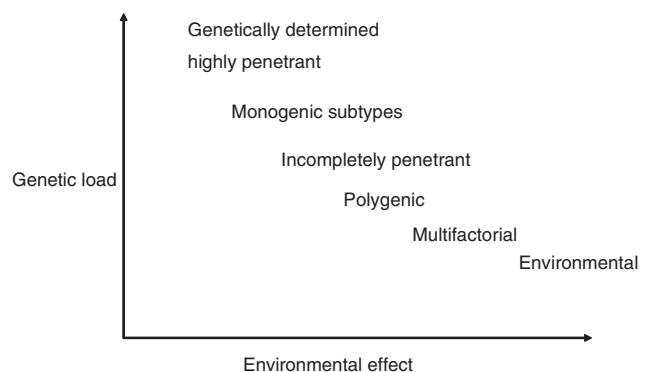 Genetically determined
highly penetrant
Monogenic subtypes
Incompletely penetrant
Genetic load
Polygenic
Multifactorial
Environmental
Environmental effect